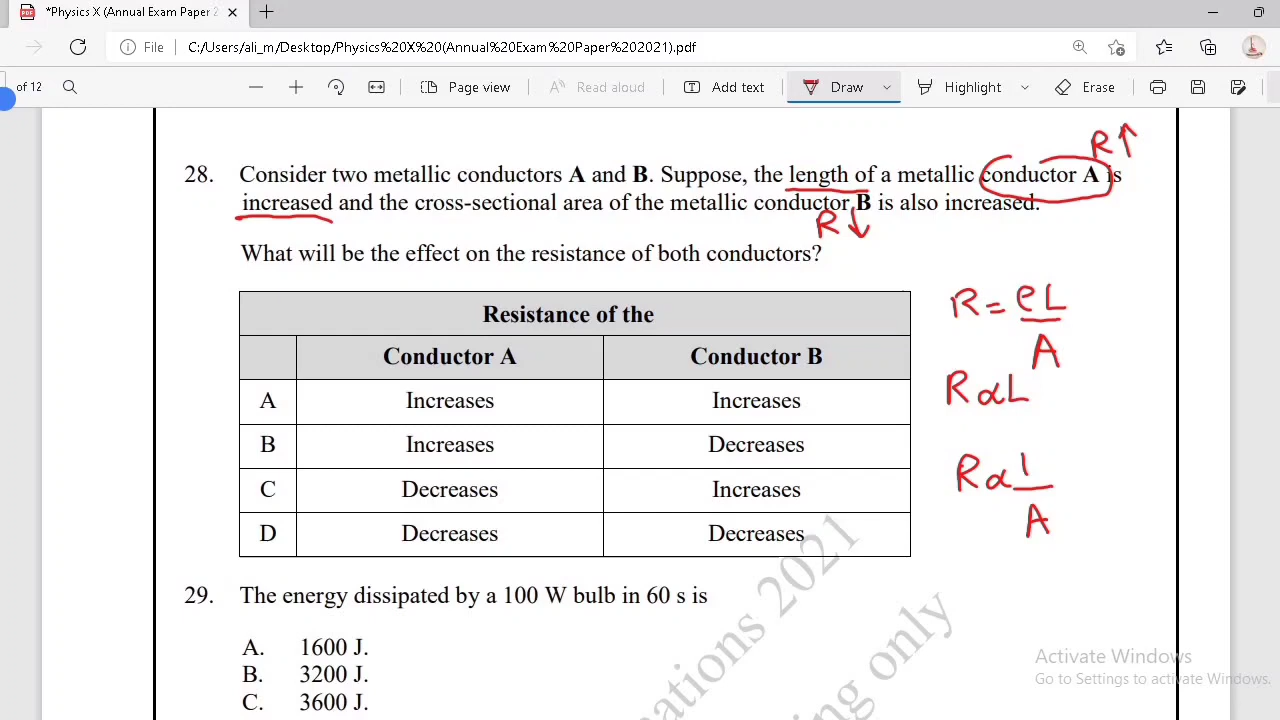 *Physics X (Annual Exam Paper 2
File C:/Users/ali_m/Desktop/Physics%20X%20(Annual%20Exam%20Paper%202021).pdf
of 12 Page view Read aloud Add text Draw Highlight Erase
R↑
28. Consider two metallic conductors A and B. Suppose, the length of a metallic conductor A is
increased and the cross-sectional area of the metallic conductor B is also increased.
R↓
What will be the effect on the resistance of both conductors?
Resistance of the
Conductor A Conductor B
A Increases Increases
B Increases Decreases
C Decreases Increases
D Decreases Decreases
R = ρL
A
R ∝ L
R ∝ 1
A
29. The energy dissipated by a 100 W bulb in 60 s is
A. 1600 J.
B. 3200 J.
C. 3600 J.
ations 2021
ing only
Activate Windows
Go to Settings to activate Windows.